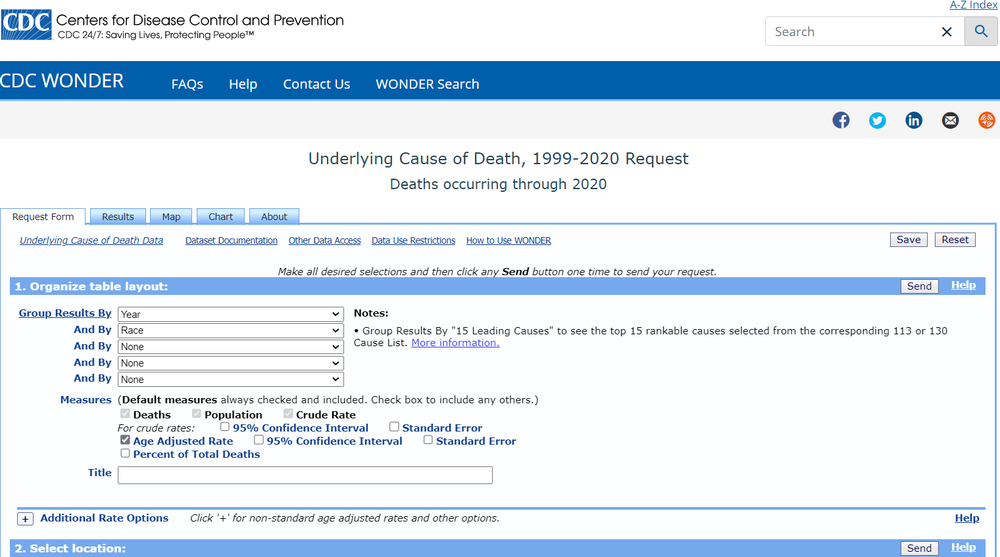 A-Z Index
CDC Centers for Disease Control and Prevention
CDC 24/7: Saving Lives, Protecting People™
Search
CDC WONDER FAQs Help Contact Us WONDER Search
Underlying Cause of Death, 1999-2020 Request
Deaths occurring through 2020
Request Form Results Map Chart About
Underlying Cause of Death Data Dataset Documentation Other Data Access Data Use Restrictions How to Use WONDER Save Reset
Make all desired selections and then click any Send button one time to send your request.
1. Organize table layout: Send Help
Group Results By Year Notes:
And By Race • Group Results By "15 Leading Causes" to see the top 15 rankable causes selected from the corresponding 113 or 130
And By None Cause List. More information.
And By None
And By None
Measures (Default measures always checked and included. Check box to include any others.)
Deaths Population Crude Rate
For crude rates: 95% Confidence Interval Standard Error
Age Adjusted Rate 95% Confidence Interval Standard Error
Percent of Total Deaths
Title
+ Additional Rate Options Click '+' for non-standard age adjusted rates and other options. Help
2. Select location: Send Help